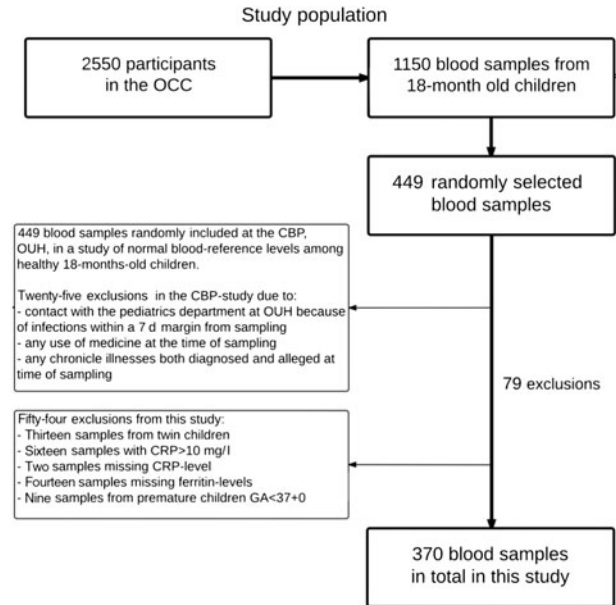 Study population
2550 participants
in the OCC
1150 blood samples from
18-month old children
449 randomly selected
blood samples
449 blood samples randomly included at the CBP,
OUH, in a study of normal blood-reference levels among
healthy 18-months-old children.
Twenty-five exclusions in the CBP-study due to:
- contact with the pediatrics department at OUH because
of infections within a 7 d margin from sampling
- any use of medicine at the time of sampling
- any chronicle illnesses both diagnosed and alleged at
time of sampling
79 exclusions
Fifty-four exclusions from this study:
- Thirteen samples from twin children
- Sixteen samples with CRP>10 mg/l
- Two samples missing CRP-level
- Fourteen samples missing ferritin-levels
- Nine samples from premature children GA<37+0
370 blood samples
in total in this study